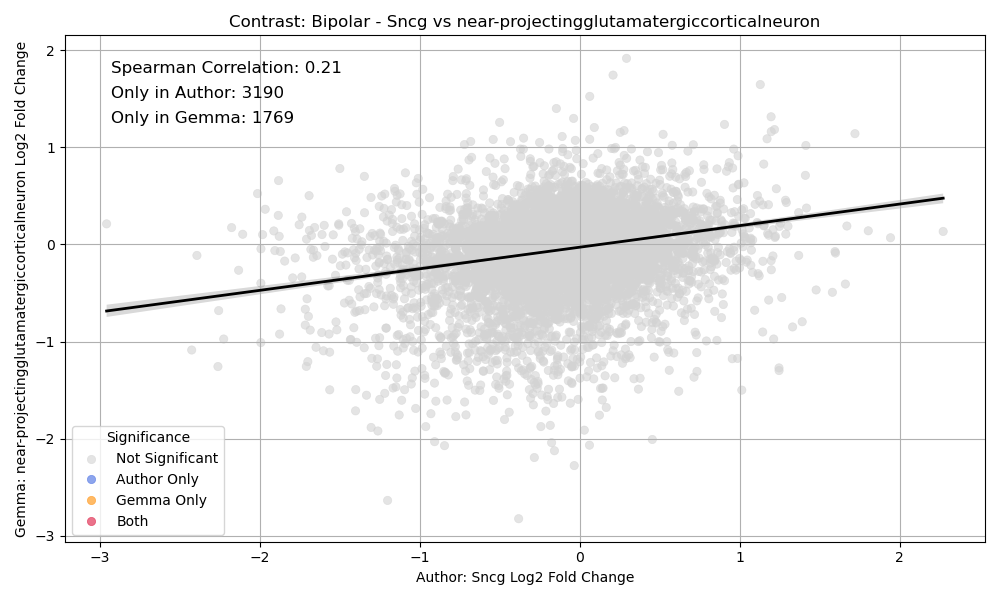 Contrast: Bipolar - Sncg vs near-projectingglutamatergiccorticalneuron
Spearman Correlation: 0.21
Only in Author: 3190
Only in Gemma: 1769
Gemma: near-projectingglutamatergiccorticalneuron Log2 Fold Change
2
1
0
−1
−2
−3
Significance
Not Significant
Author Only
Gemma Only
Both
−3
−2
−1
0
1
2
Author: Sncg Log2 Fold Change